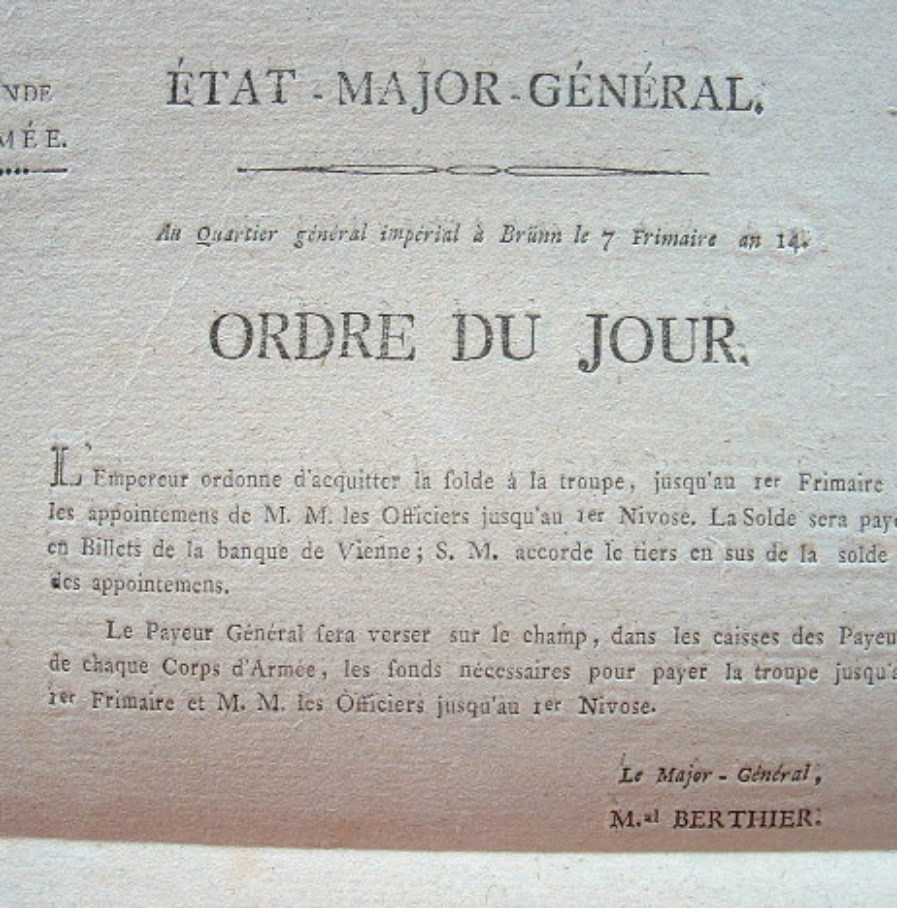 NDE
MÉE.
ÉTAT-MAJOR-GÉNÉRAL.
Au Quartier général impérial à Brünn le 7 Frimaire an 14.
ORDRE DU JOUR.
L'Empereur ordonne d'acquitter la solde à la troupe, jusqu'au 1er Frimaire
les appointemens de M. M. les Officiers jusqu'au 1er Nivose. La Solde sera paye
en Billets de la banque de Vienne; S. M. accorde le tiers en sus de la solde
des appointemens.
Le Payeur Général fera verser sur le champ, dans les caisses des Payeu
de chaque Corps d'Armée, les fonds nécessaires pour payer la troupe jusqu'a
1er Frimaire et M. M. les Officiers jusqu'au 1er Nivose.
Le Major-Général,
M.al BERTHIER.